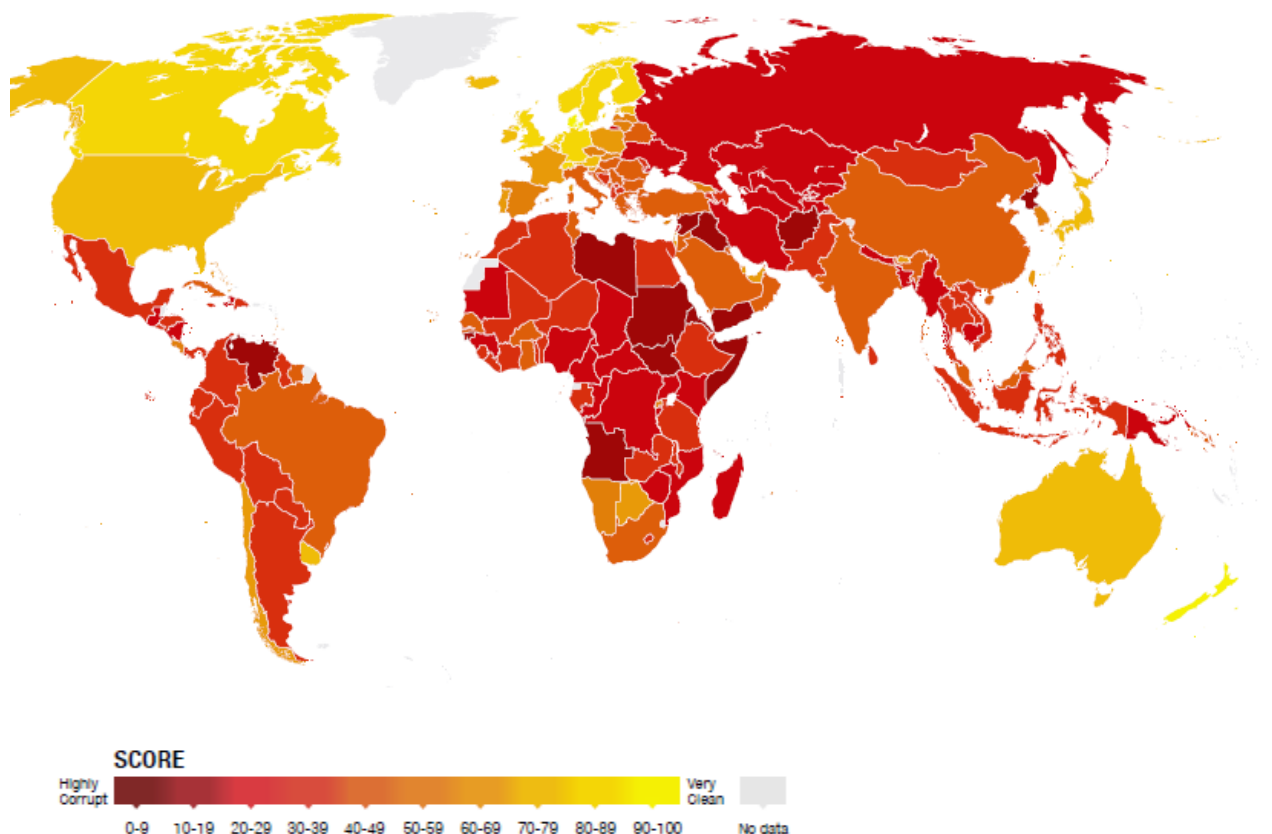 SCORE
Highly
Corrupt
Very
Clean
0-9 10-19 20-29 30-39 40-49 50-59 60-69 70-79 80-89 90-100 No data